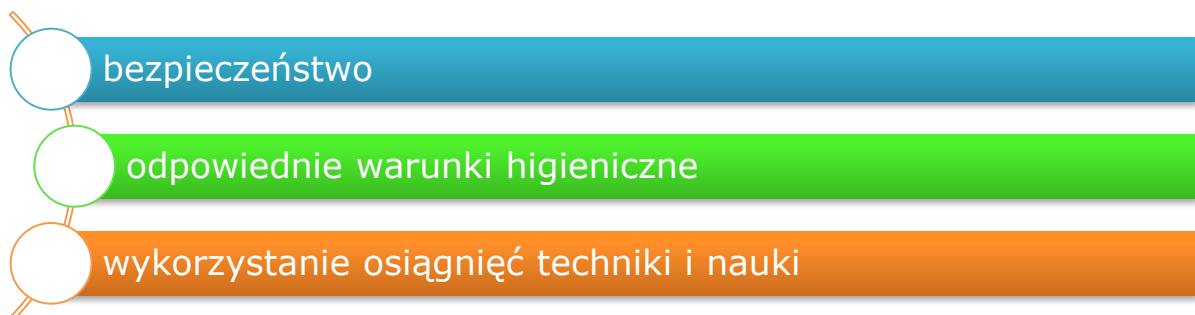 bezpieczeństwo
odpowiednie warunki higieniczne
wykorzystanie osiągnięć techniki i nauki